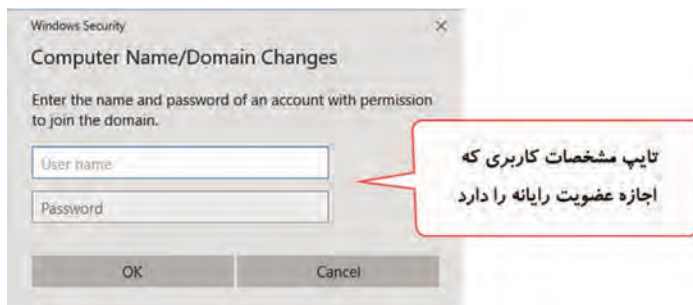 Windows Security
Computer Name/Domain Changes
Enter the name and password of an account with permission
to join the domain.
User name
Password
OK
Cancel
تایپ مشخصات کاربری که
اجازه عضویت رایانه را دارد